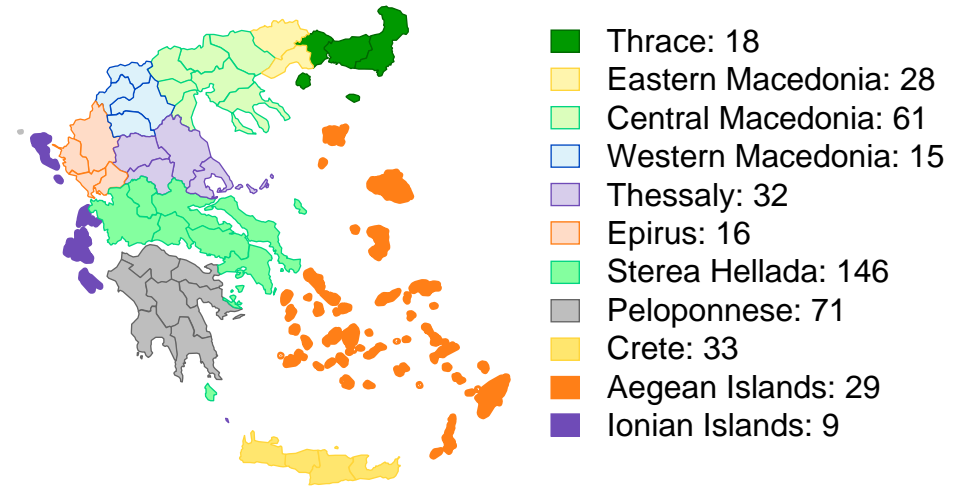 Thrace: 18
Eastern Macedonia: 28
Central Macedonia: 61
Western Macedonia: 15
Thessaly: 32
Epirus: 16
Sterea Hellada: 146
Peloponnese: 71
Crete: 33
Aegean Islands: 29
Ionian Islands: 9